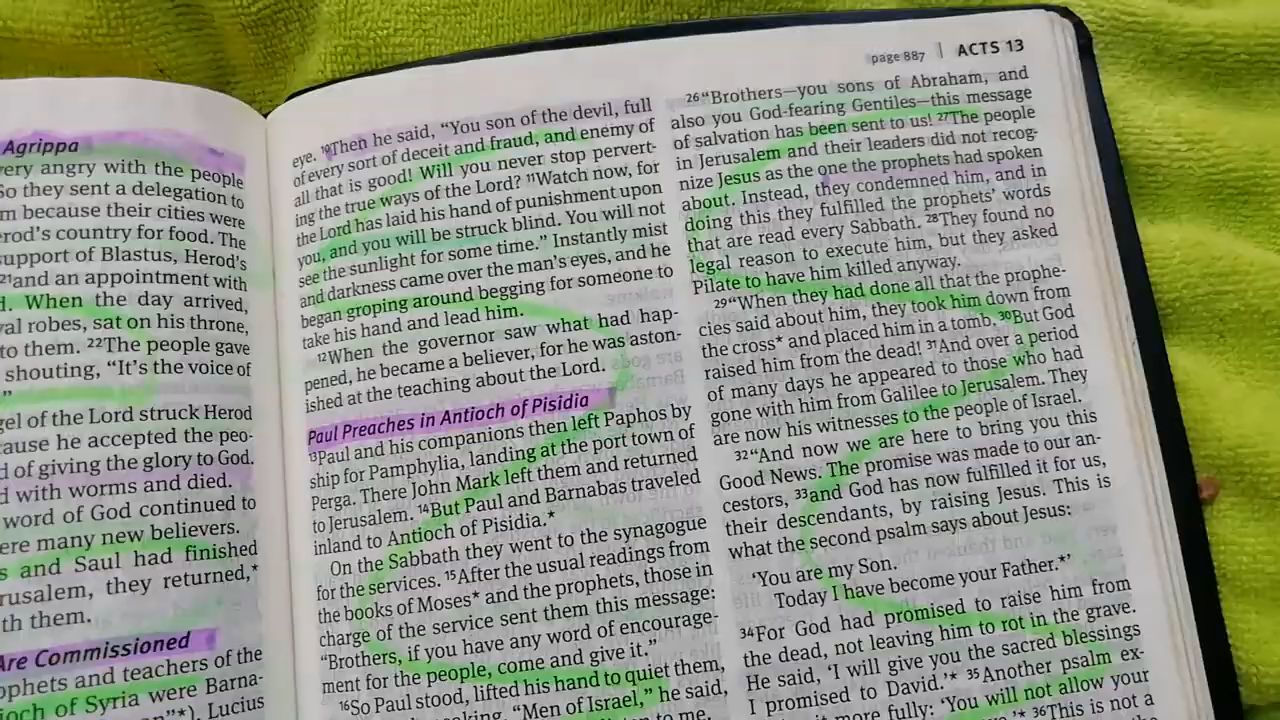 Agrippa
very angry with the people
So they sent a delegation to
because their cities were
country for food. The
support of Blastus, Herod's
²¹and an appointment with
When the day arrived,
robes, sat on his throne,
to them. ²²The people gave
shouting, “It's the voice of
”
of the Lord struck Herod
he accepted the peo-
of giving the glory to God.
with worms and died.
word of God continued to
were many new believers.
and Saul had finished
they returned,*
with them.
Are Commissioned
and teachers of the
of Syria were Barna-
Lucius
page 887 | ACTS 13
eye. ¹⁰Then he said, “You son of the devil, full
of every sort of deceit and fraud, and enemy of
all that is good! Will you never stop pervert-
ing the true ways of the Lord? ¹¹Watch now, for
the Lord has laid his hand of punishment upon
you, and you will be struck blind. You will not
see the sunlight for some time.” Instantly mist
and darkness came over the man's eyes, and he
began groping around begging for someone to
take his hand and lead him.
¹²When the governor saw what had hap-
pened, he became a believer, for he was aston-
ished at the teaching about the Lord.
Paul Preaches in Antioch of Pisidia
¹³Paul and his companions then left Paphos by
ship for Pamphylia, landing at the port town of
Perga. There John Mark left them and returned
to Jerusalem. ¹⁴But Paul and Barnabas traveled
inland to Antioch of Pisidia.*
On the Sabbath they went to the synagogue
for the services. ¹⁵After the usual readings from
the books of Moses* and the prophets, those in
charge of the service sent them this message:
“Brothers, if you have any word of encourage-
ment for the people, come and give it.”
¹⁶So Paul stood, lifted his hand to quiet them,
“Men of Israel,” he said,
to me.
²⁶“Brothers—you sons of Abraham, and
also you God-fearing Gentiles—this message
of salvation has been sent to us! ²⁷The people
in Jerusalem and their leaders did not recog-
nize Jesus as the one the prophets had spoken
about. Instead, they condemned him, and in
doing this they fulfilled the prophets' words
that are read every Sabbath. ²⁸They found no
legal reason to execute him, but they asked
Pilate to have him killed anyway.
²⁹“When they had done all that the prophe-
cies said about him, they took him down from
the cross* and placed him in a tomb. ³⁰But God
raised him from the dead! ³¹And over a period
of many days he appeared to those who had
gone with him from Galilee to Jerusalem. They
are now his witnesses to the people of Israel.
³²“And now we are here to bring you this
Good News. The promise was made to our an-
cestors, ³³and God has now fulfilled it for us,
their descendants, by raising Jesus. This is
what the second psalm says about Jesus:
‘You are my Son.
Today I have become your Father.*’
³⁴For God had promised to raise him from
the dead, not leaving him to rot in the grave.
He said, ‘I will give you the sacred blessings
I promised to David.’* ³⁵Another psalm ex-
more fully: ‘You will not allow your
’* ³⁶This is not a